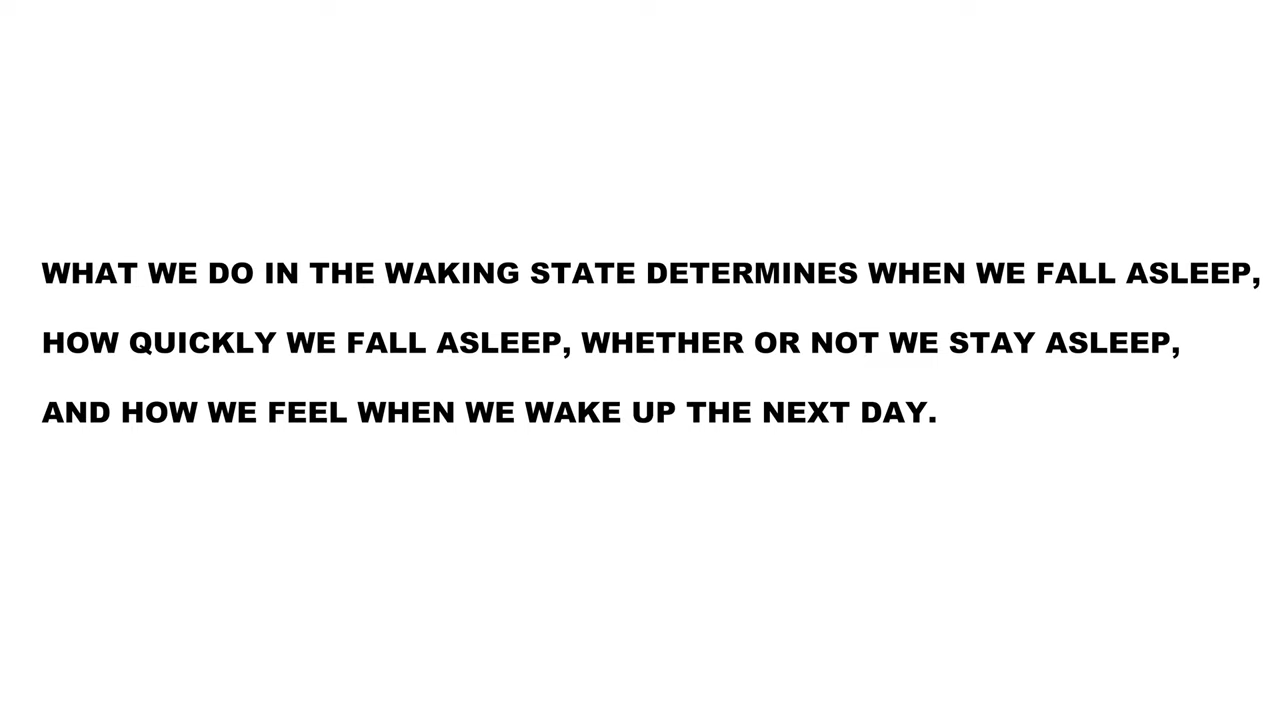 WHAT WE DO IN THE WAKING STATE DETERMINES WHEN WE FALL ASLEEP,
HOW QUICKLY WE FALL ASLEEP, WHETHER OR NOT WE STAY ASLEEP,
AND HOW WE FEEL WHEN WE WAKE UP THE NEXT DAY.